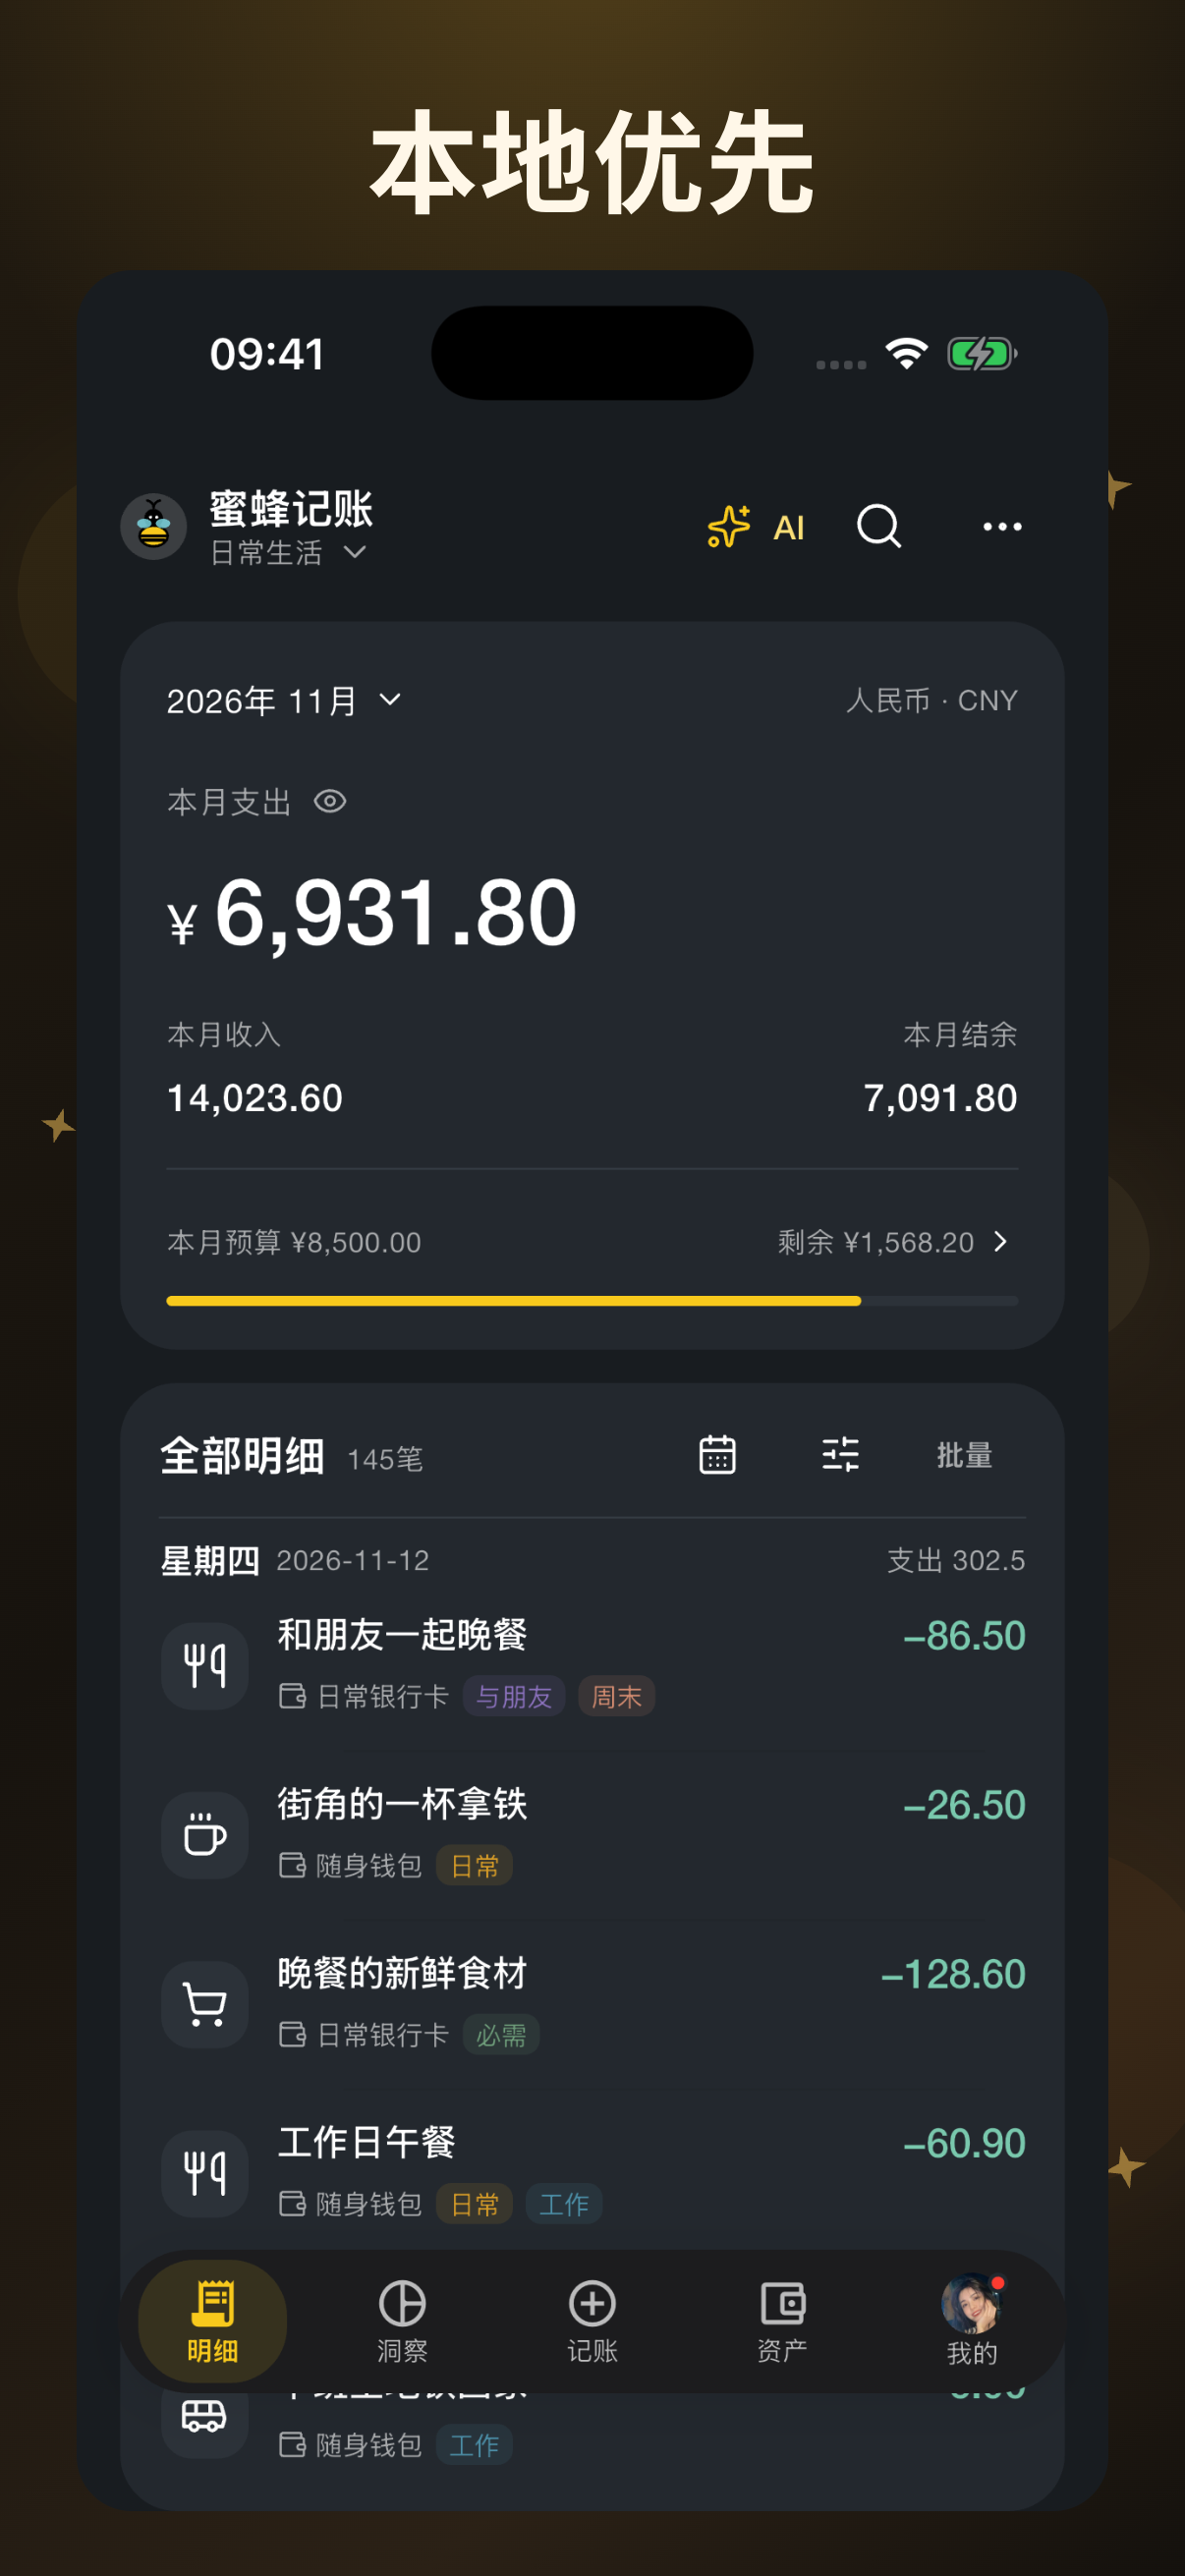 本地优先
09:41
蜜蜂记账
日常生活
AI
2026年 11月
人民币 · CNY
本月支出
¥ 6,931.80
本月收入
本月结余
14,023.60
7,091.80
本月预算 ¥8,500.00
剩余 ¥1,568.20
全部明细 145笔
批量
星期四 2026-11-12
支出 302.5
和朋友一起晚餐
-86.50
日常银行卡 与朋友 周末
街角的一杯拿铁
-26.50
随身钱包 日常
晚餐的新鲜食材
-128.60
日常银行卡 必需
工作日午餐
-60.90
随身钱包 日常 工作
明细
洞察
记账
资产
我的
随身钱包 工作